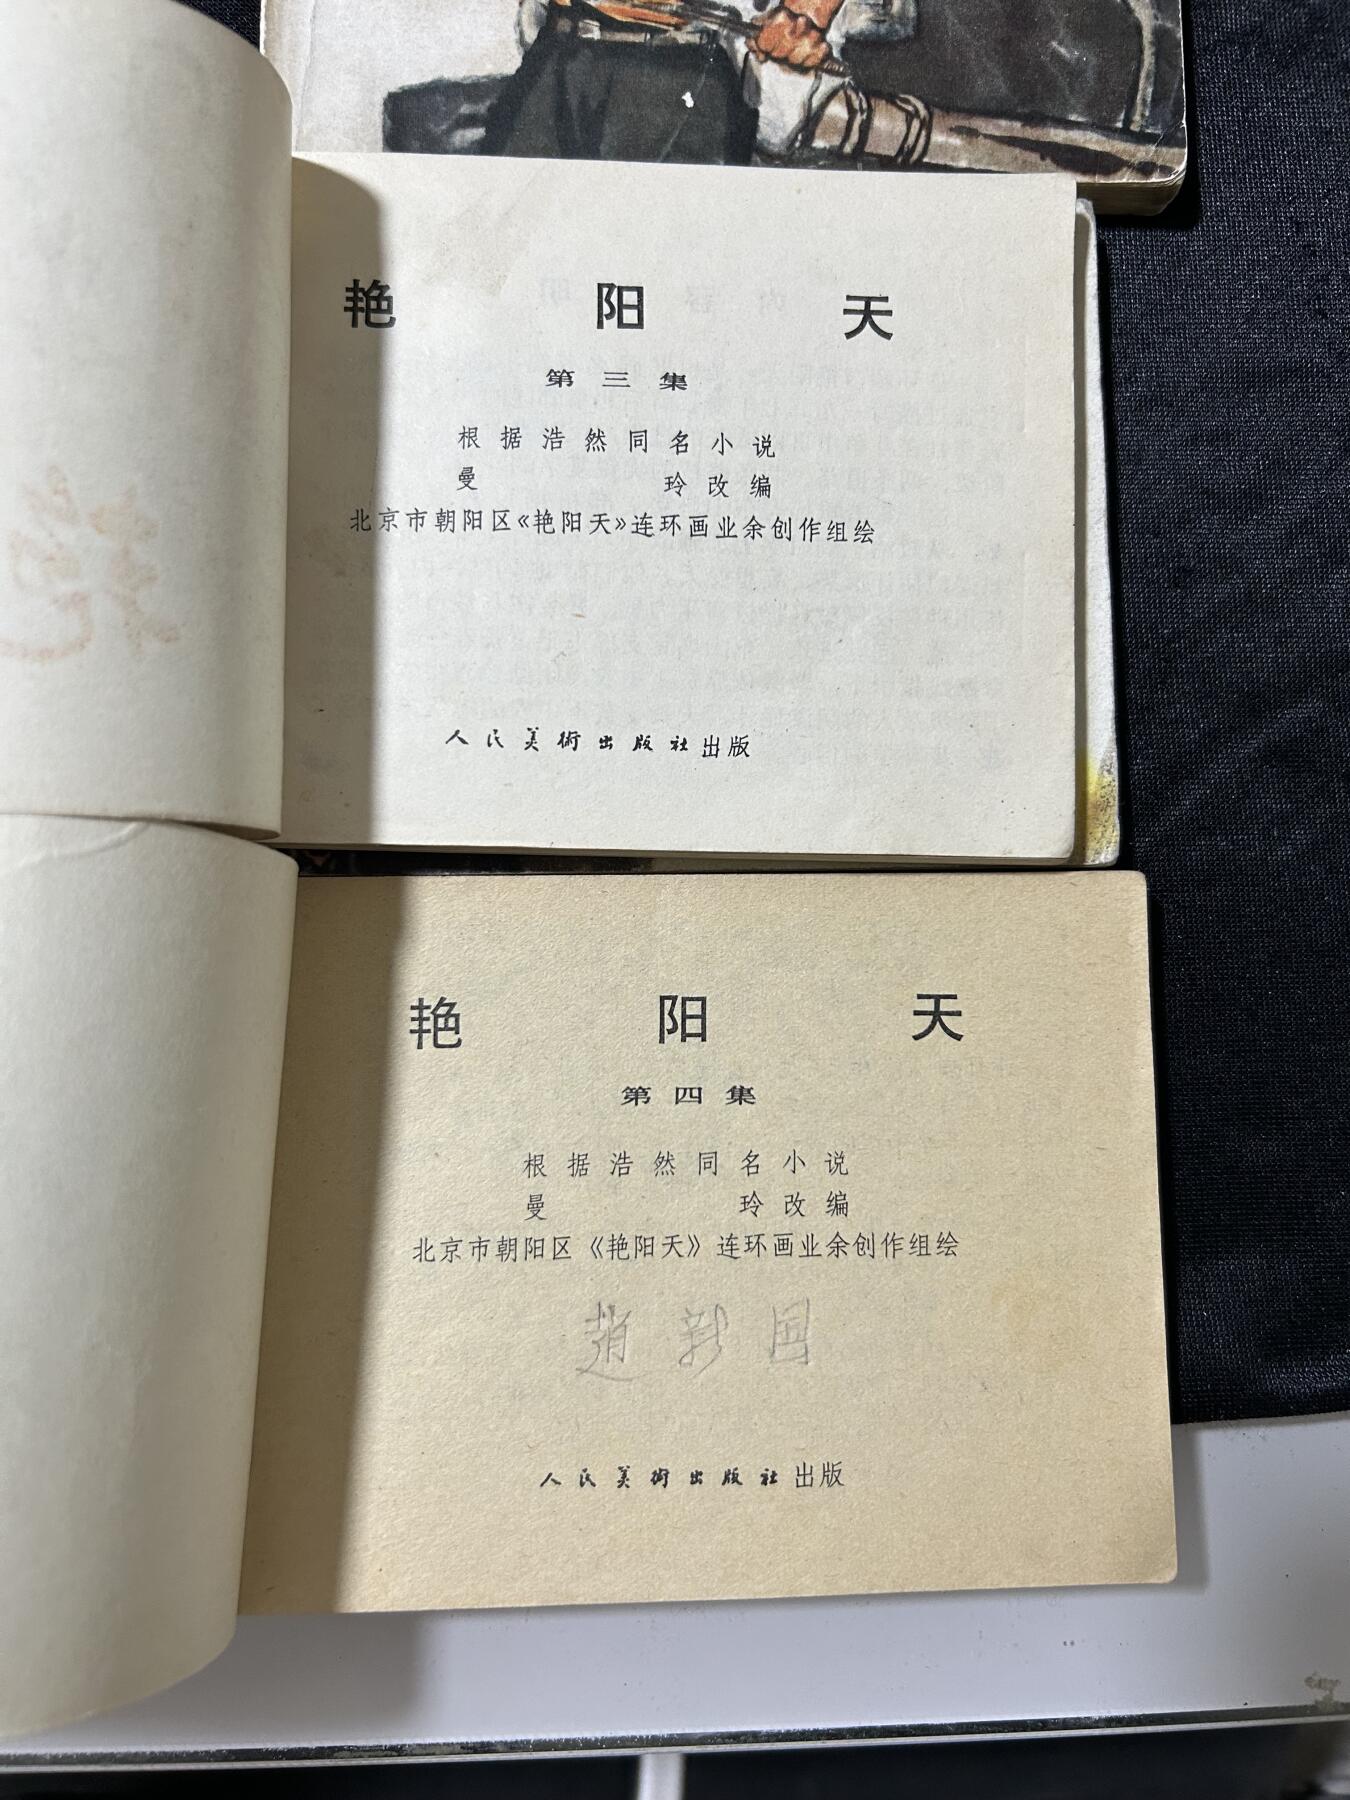 艳阳天
第三集
根据浩然同名小说
曼玲改编
北京市朝阳区《艳阳天》连环画业余创作组绘
人民美術出版社出版
艳阳天
第四集
根据浩然同名小说
曼玲改编
北京市朝阳区《艳阳天》连环画业余创作组绘
趙新国
人民美術出版社出版